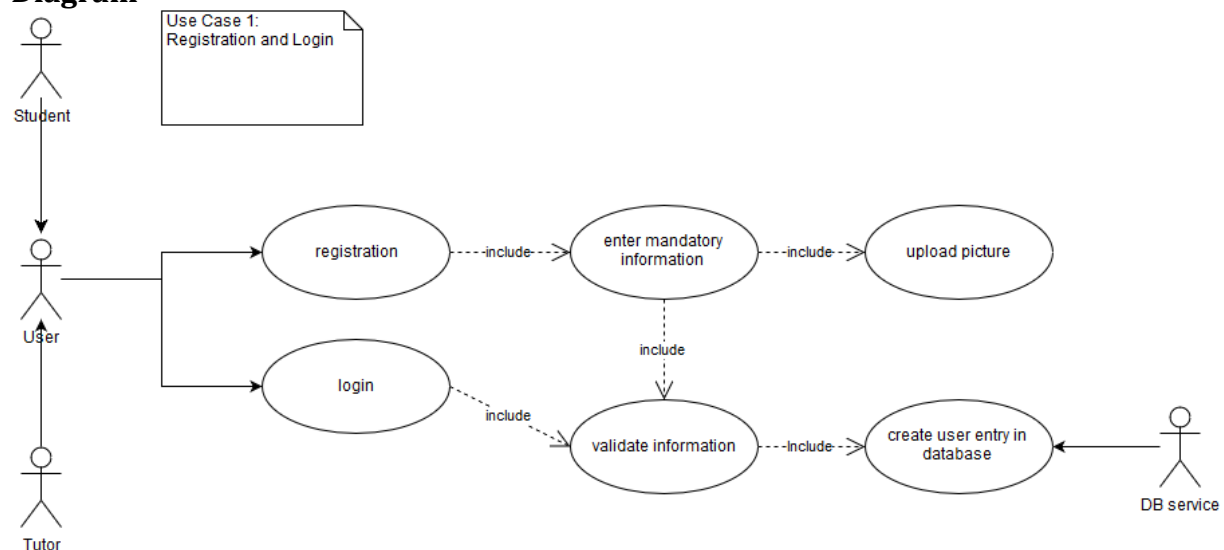 Diagram
Use Case 1:
Registration and Login
Student
registration
include
enter mandatory
information
include
upload picture
User
include
login
include
validate information
Include
create user entry in
database
DB service
Tutor